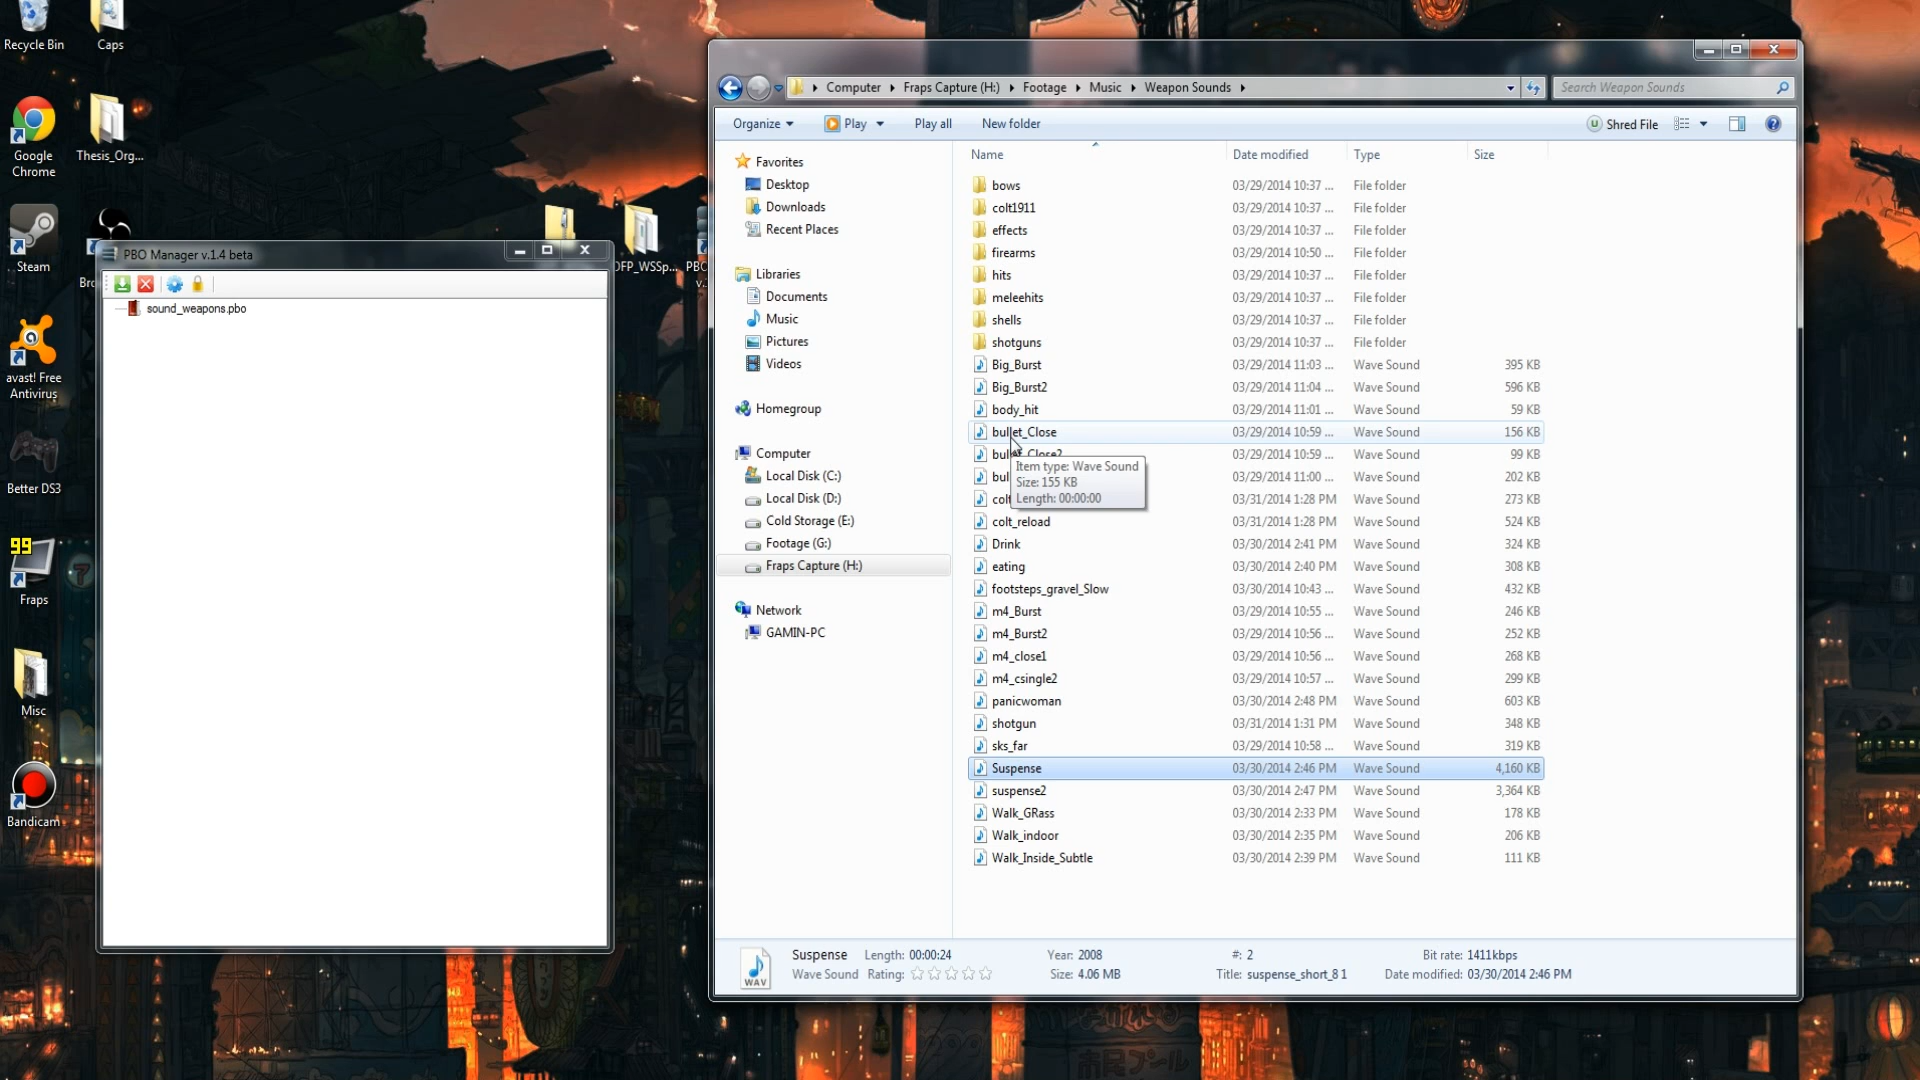 Recycle Bin
Caps
Google Chrome
Thesis_Org...
Steam
avast! Free Antivirus
Better DS3
99
Fraps
Misc
Bandicam
PBO Manager v.1.4 beta
sound_weapons.pbo
Computer Fraps Capture (H:) Footage Music Weapon Sounds
Search Weapon Sounds
Organize Play Play all New folder Shred File
Favorites
Desktop
Downloads
Recent Places
Libraries
Documents
Music
Pictures
Videos
Homegroup
Computer
Local Disk (C:)
Local Disk (D:)
Cold Storage (E:)
Footage (G:)
Fraps Capture (H:)
Network
GAMIN-PC
Name Date modified Type Size
bows 03/29/2014 10:37 ... File folder
colt1911 03/29/2014 10:37 ... File folder
effects 03/29/2014 10:37 ... File folder
firearms 03/29/2014 10:50 ... File folder
hits 03/29/2014 10:37 ... File folder
meleehits 03/29/2014 10:37 ... File folder
shells 03/29/2014 10:37 ... File folder
shotguns 03/29/2014 10:37 ... File folder
Big_Burst 03/29/2014 11:03 ... Wave Sound 395 KB
Big_Burst2 03/29/2014 11:04 ... Wave Sound 596 KB
body_hit 03/29/2014 11:01 ... Wave Sound 59 KB
bullet_Close 03/29/2014 10:59 ... Wave Sound 156 KB
bullet_Close2 03/29/2014 10:59 ... Wave Sound 99 KB
bul 03/29/2014 11:00 ... Wave Sound 202 KB
colt 03/31/2014 1:28 PM Wave Sound 273 KB
Item type: Wave Sound
Size: 155 KB
Length: 00:00:00
colt_reload 03/31/2014 1:28 PM Wave Sound 524 KB
Drink 03/30/2014 2:41 PM Wave Sound 324 KB
eating 03/30/2014 2:40 PM Wave Sound 308 KB
footsteps_gravel_Slow 03/30/2014 10:43 ... Wave Sound 432 KB
m4_Burst 03/29/2014 10:55 ... Wave Sound 246 KB
m4_Burst2 03/29/2014 10:56 ... Wave Sound 252 KB
m4_close1 03/29/2014 10:56 ... Wave Sound 268 KB
m4_csingle2 03/29/2014 10:57 ... Wave Sound 299 KB
panicwoman 03/30/2014 2:48 PM Wave Sound 603 KB
shotgun 03/31/2014 1:31 PM Wave Sound 348 KB
sks_far 03/29/2014 10:58 ... Wave Sound 319 KB
Suspense 03/30/2014 2:46 PM Wave Sound 4,160 KB
suspense2 03/30/2014 2:47 PM Wave Sound 3,364 KB
Walk_GRass 03/30/2014 2:33 PM Wave Sound 178 KB
Walk_indoor 03/30/2014 2:35 PM Wave Sound 206 KB
Walk_Inside_Subtle 03/30/2014 2:39 PM Wave Sound 111 KB
WAV
Suspense Length: 00:00:24 Year: 2008 #: 2 Bit rate: 1411kbps
Wave Sound Rating: Size: 4.06 MB Title: suspense_short_8 1 Date modified: 03/30/2014 2:46 PM